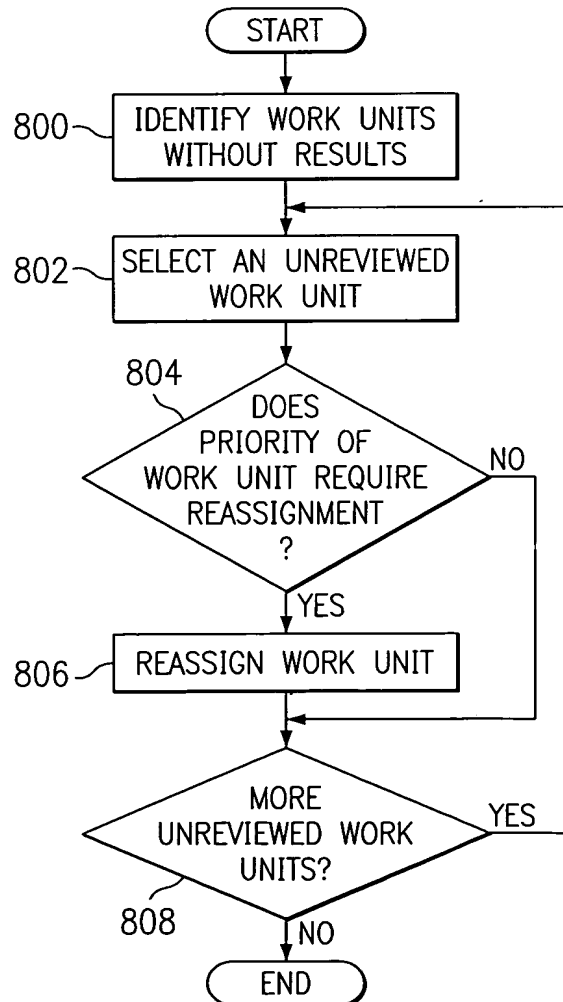 START
800
IDENTIFY WORK UNITS
WITHOUT RESULTS
802
SELECT AN UNREVIEWED
WORK UNIT
804
DOES
PRIORITY OF
WORK UNIT REQUIRE
REASSIGNMENT
?
NO
YES
806
REASSIGN WORK UNIT
MORE
UNREVIEWED WORK
UNITS?
YES
808
NO
END